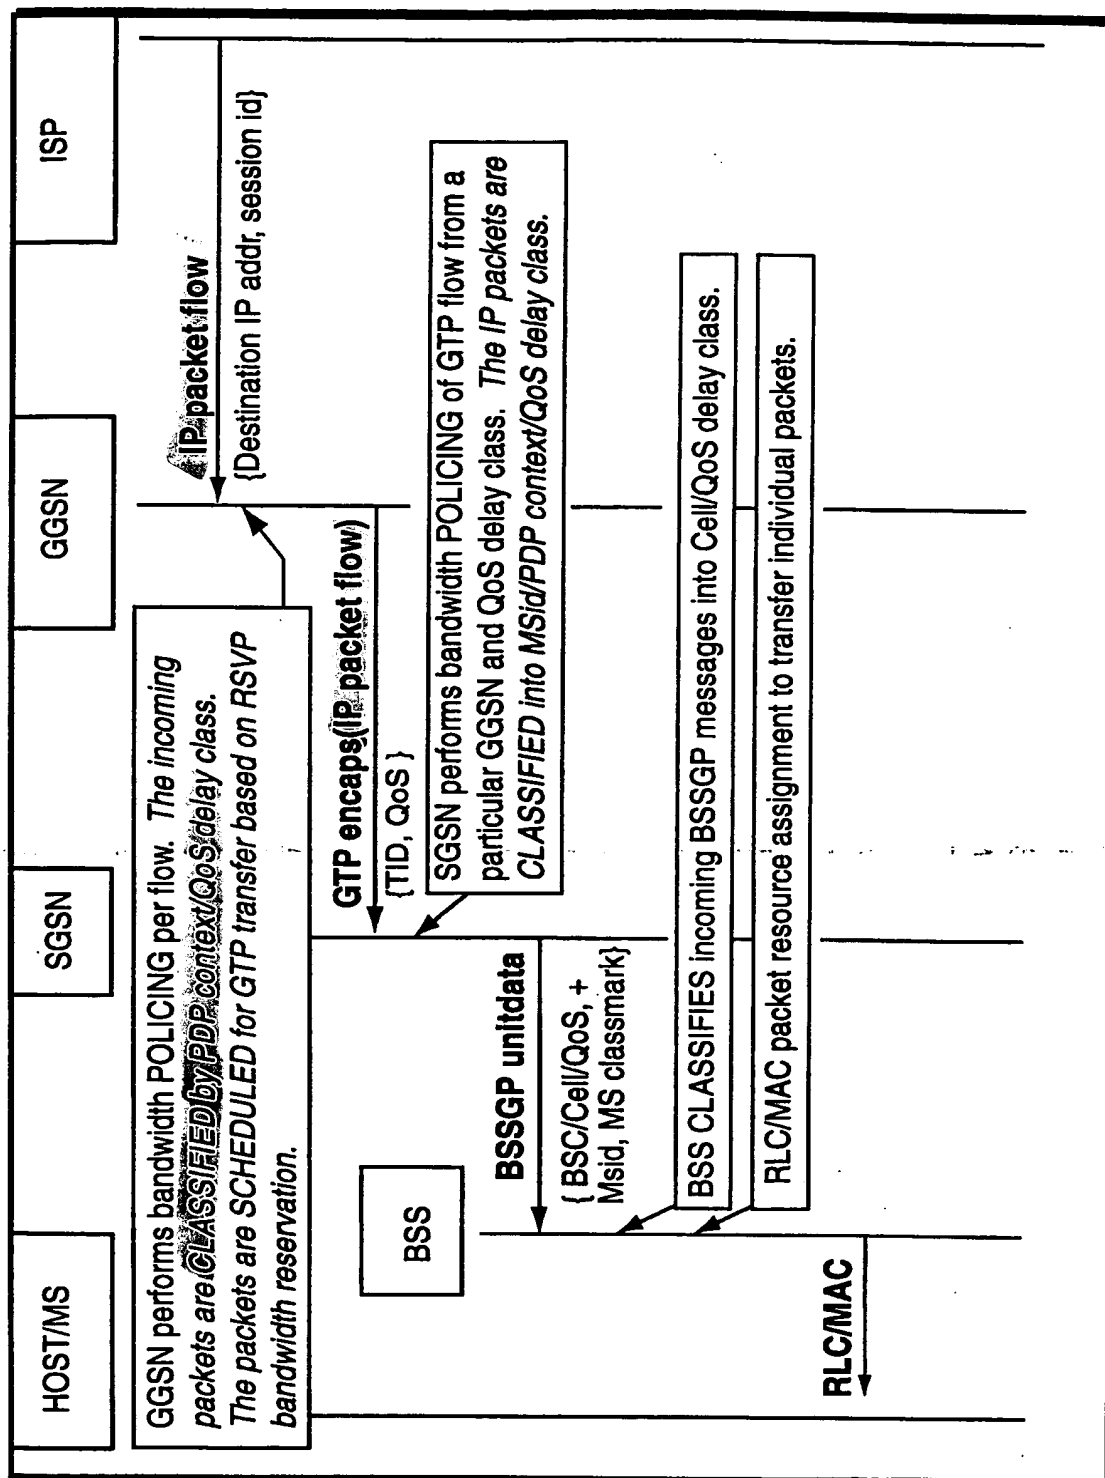 HOST/MS
SGSN
GGSN
ISP
GGSN performs bandwidth POLICING per flow. The incoming
packets are CLASSIFIED by PDP context/QoS delay class.
The packets are SCHEDULED for GTP transfer based on RSVP
bandwidth reservation.
IP packet flow
{Destination IP addr, session id}
GTP encaps(IP packet flow)
{TID, QoS }
SGSN performs bandwidth POLICING of GTP flow from a
particular GGSN and QoS delay class. The IP packets are
CLASSIFIED into MSid/PDP context/QoS delay class.
BSS
BSSGP unitdata
{ BSC/Cell/QoS, +
Msid, MS classmark}
BSS CLASSIFIES incoming BSSGP messages into Cell/QoS delay class.
RLC/MAC packet resource assignment to transfer individual packets.
RLC/MAC